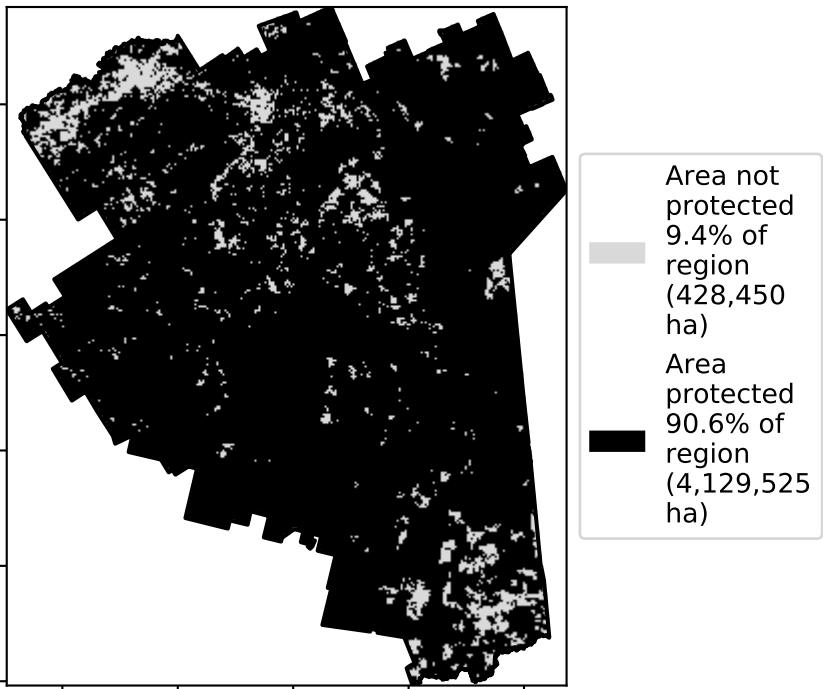 Area not
protected
9.4% of
region
(428,450
ha)
Area
protected
90.6% of
region
(4,129,525
ha)